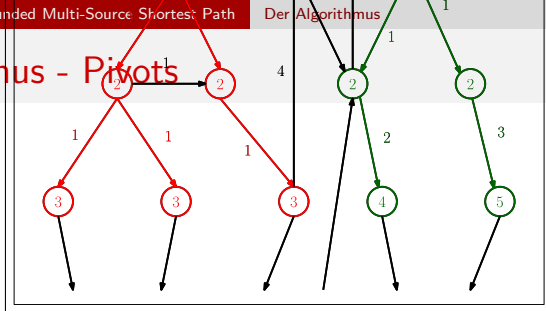 unded Multi-Source Shortest Path Der Algorithmus
1
1
mus - Pivots
1
4
2 2 2 2
1 1 1 2 3
3 3 3 4 5